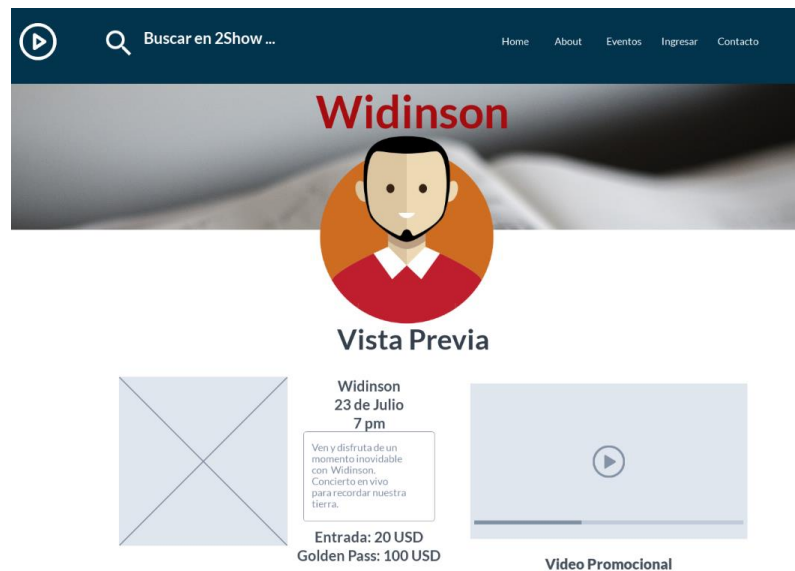 Buscar en 2Show ...
Home About Eventos Ingresar Contacto
Widinson
Vista Previa
Widinson
23 de Julio
7 pm
Ven y disfruta de un
momento inovidable
con Widinson.
Concierto en vivo
para recordar nuestra
tierra.
Entrada: 20 USD
Golden Pass: 100 USD
Video Promocional